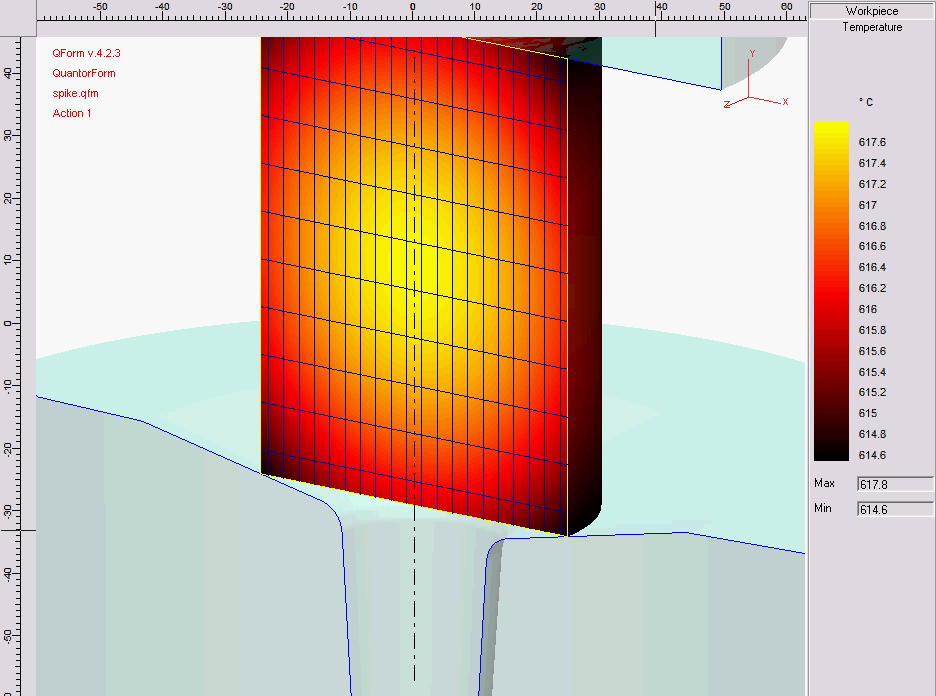 -50 -40 -30 -20 -10 0 10 20 30 40 50 60
Workpiece
Temperature
QForm v.4.2.3
QuantorForm
spike.qfm
Action 1
40
30
20
10
0
-10
-20
-30
-40
-50
Y
Z
X
° C
617.6
617.4
617.2
617
616.8
616.6
616.4
616.2
616
615.8
615.6
615.4
615.2
615
614.8
614.6
Max 617.8
Min 614.6